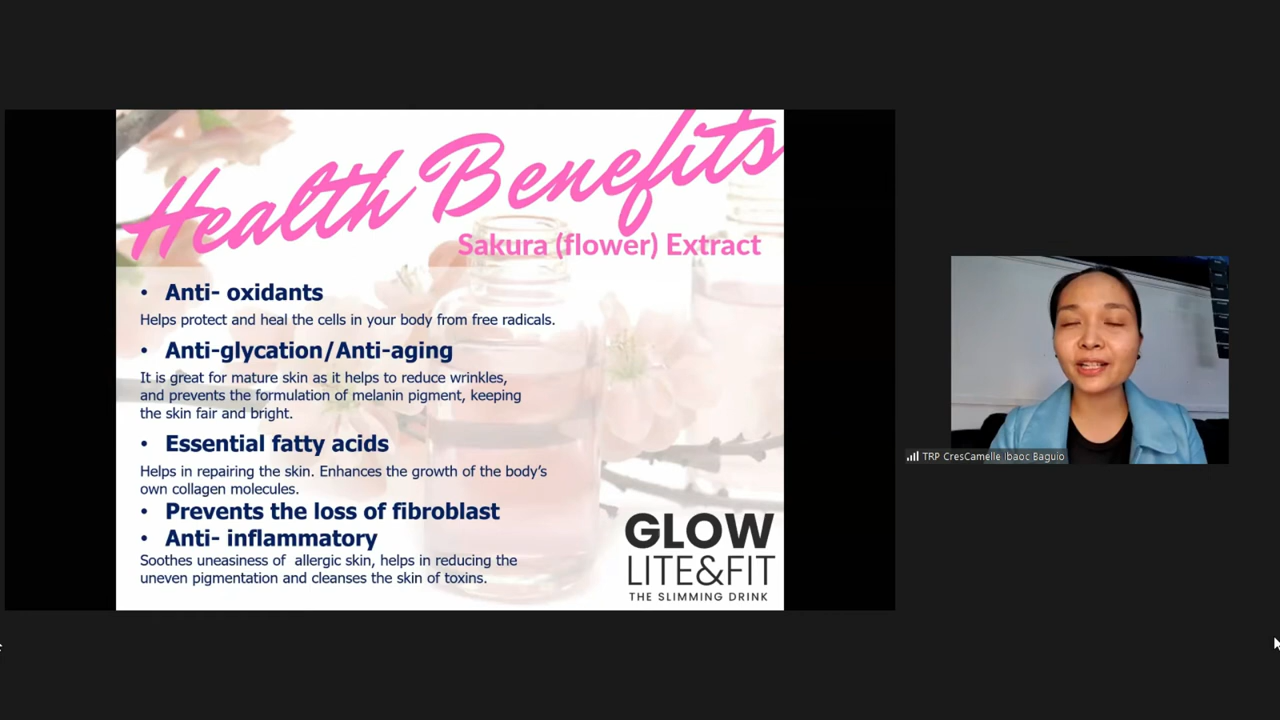 Health Benefits
Sakura (flower) Extract
• Anti- oxidants
Helps protect and heal the cells in your body from free radicals.
• Anti-glycation/Anti-aging
It is great for mature skin as it helps to reduce wrinkles,
and prevents the formulation of melanin pigment, keeping
the skin fair and bright.
• Essential fatty acids
Helps in repairing the skin. Enhances the growth of the body's
own collagen molecules.
• Prevents the loss of fibroblast
• Anti- inflammatory
Soothes uneasiness of  allergic skin, helps in reducing the
uneven pigmentation and cleanses the skin of toxins.
GLOW
LITE&FIT
THE SLIMMING DRINK
TRP CresCamelle Ibaoc Baguio